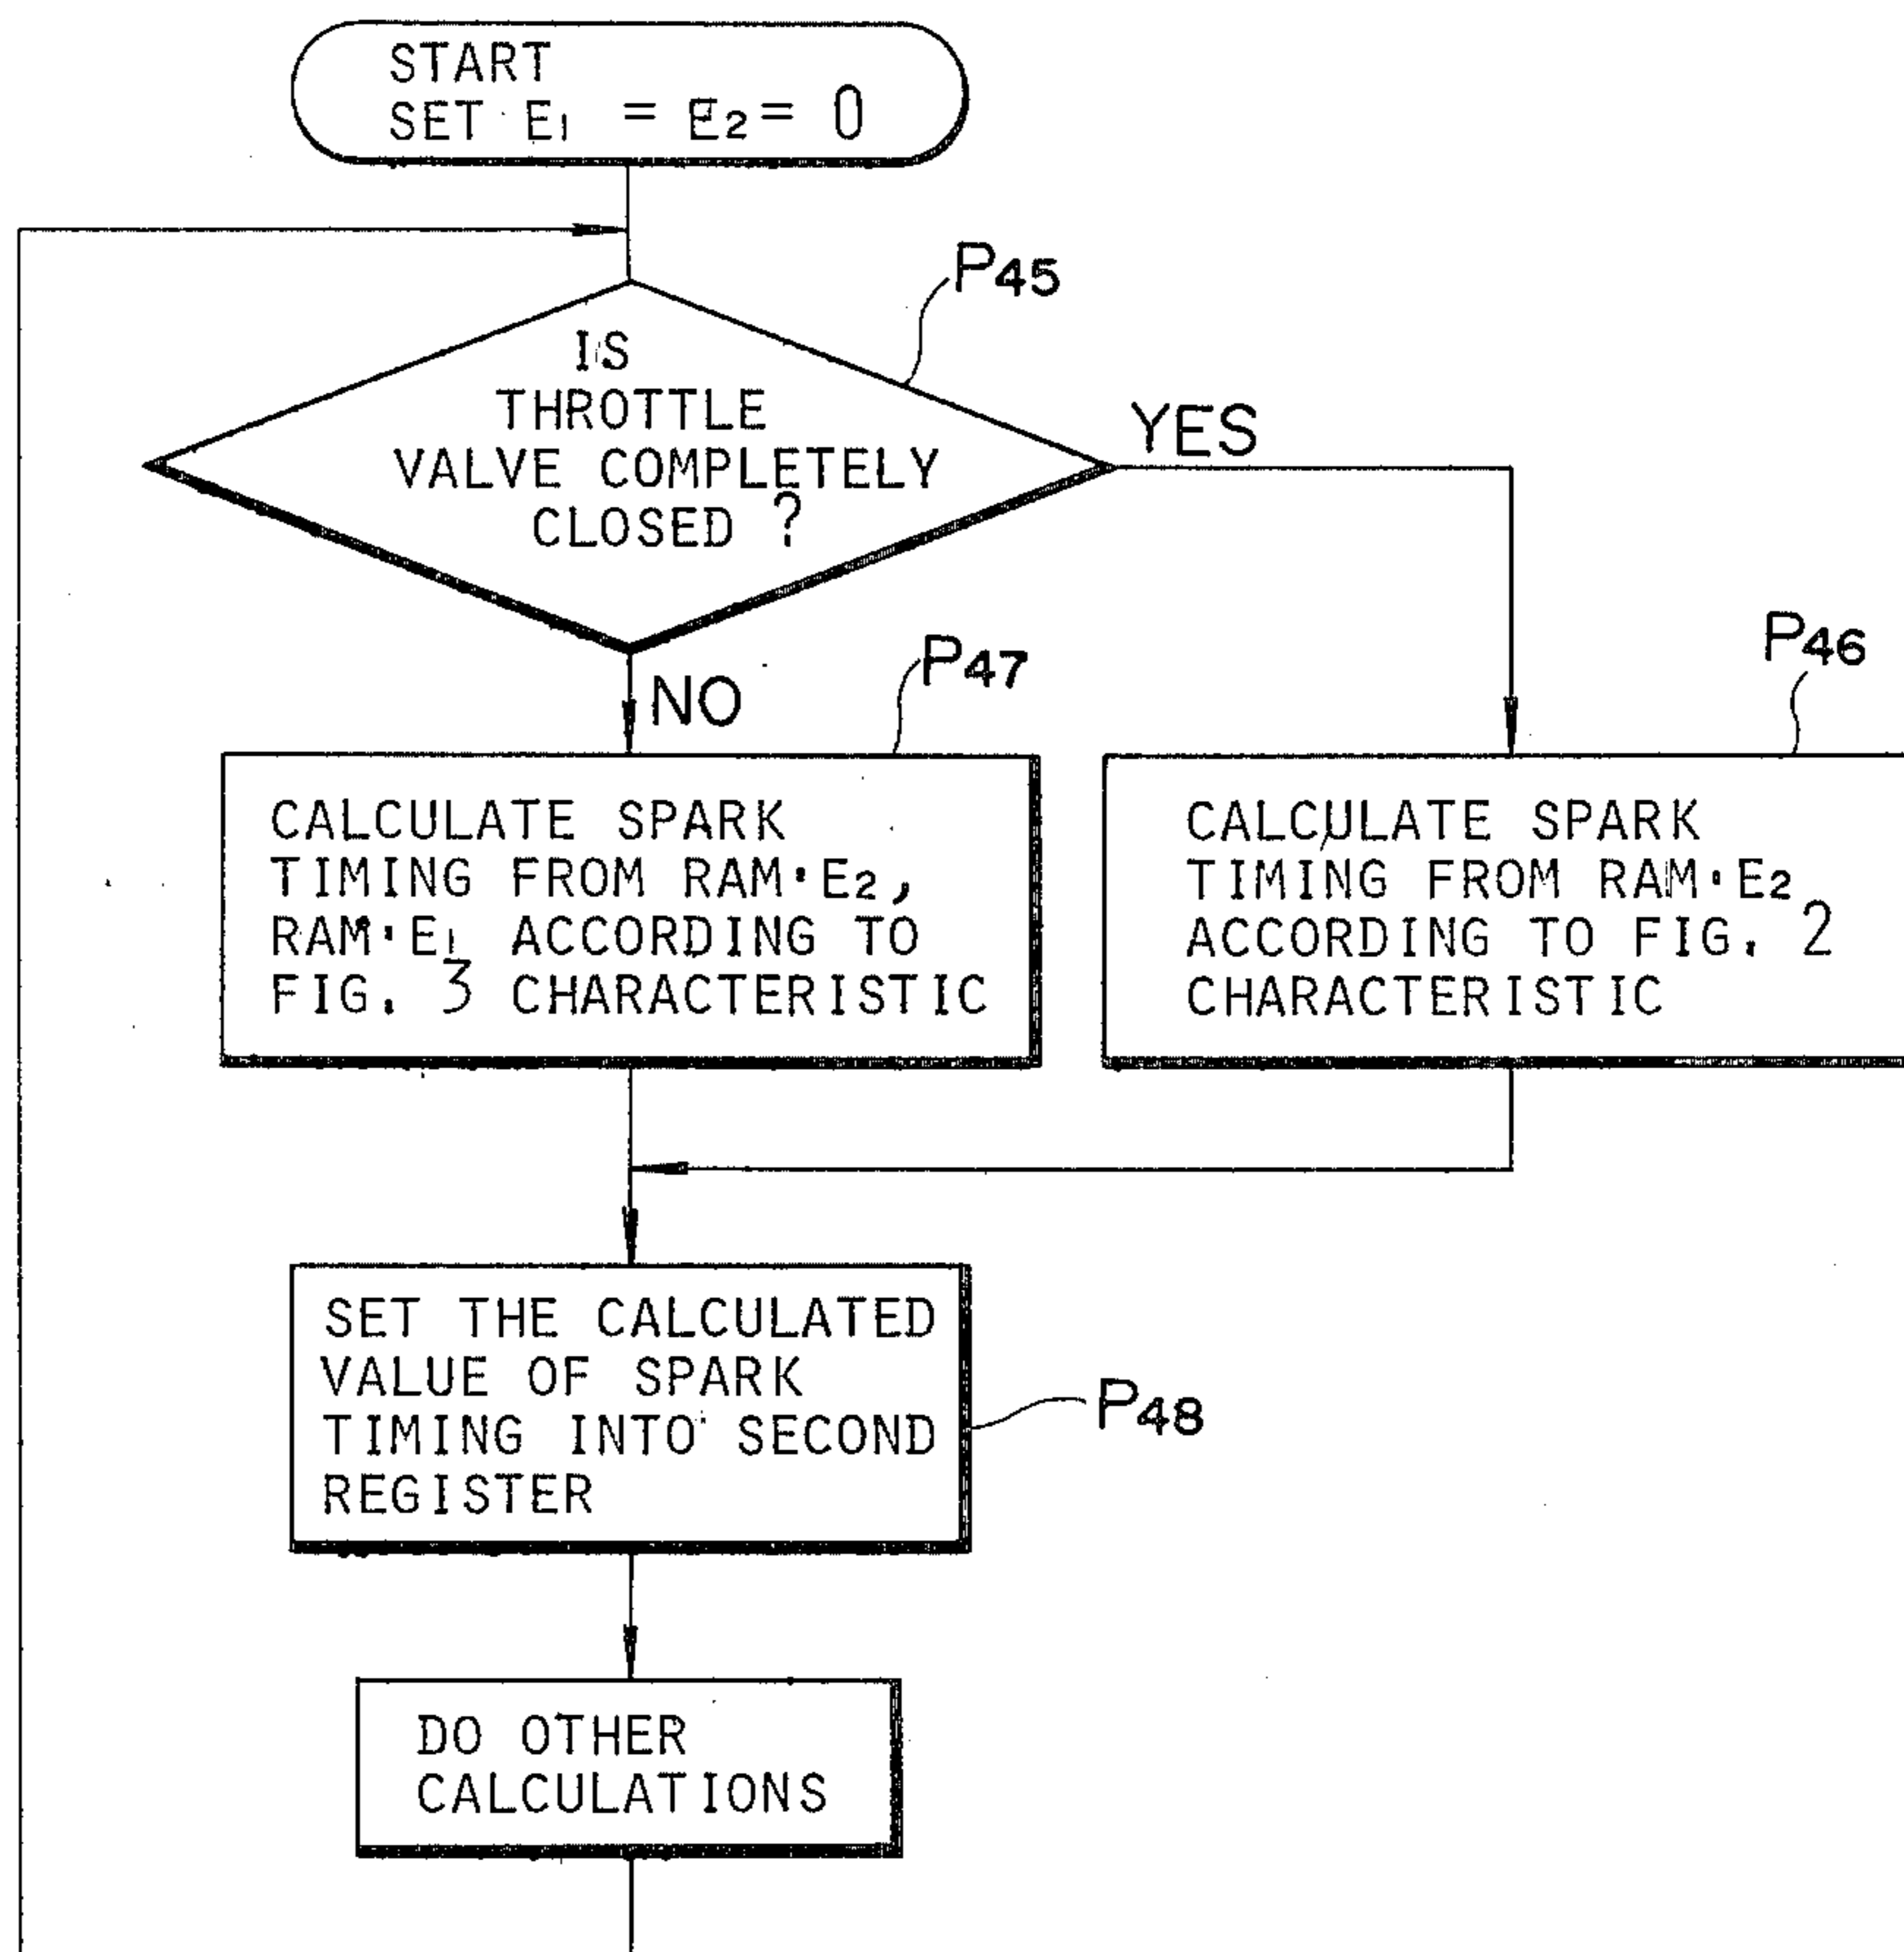 START
SET E1 = E2 = 0
P45
IS
THROTTLE
VALVE COMPLETELY
CLOSED ?
YES
NO
P47
P46
CALCULATE SPARK
TIMING FROM RAM·E2,
RAM·E1 ACCORDING TO
FIG. 3 CHARACTERISTIC
CALCULATE SPARK
TIMING FROM RAM·E2
ACCORDING TO FIG. 2
CHARACTERISTIC
SET THE CALCULATED
VALUE OF SPARK
TIMING INTO SECOND
REGISTER
P48
DO OTHER
CALCULATIONS